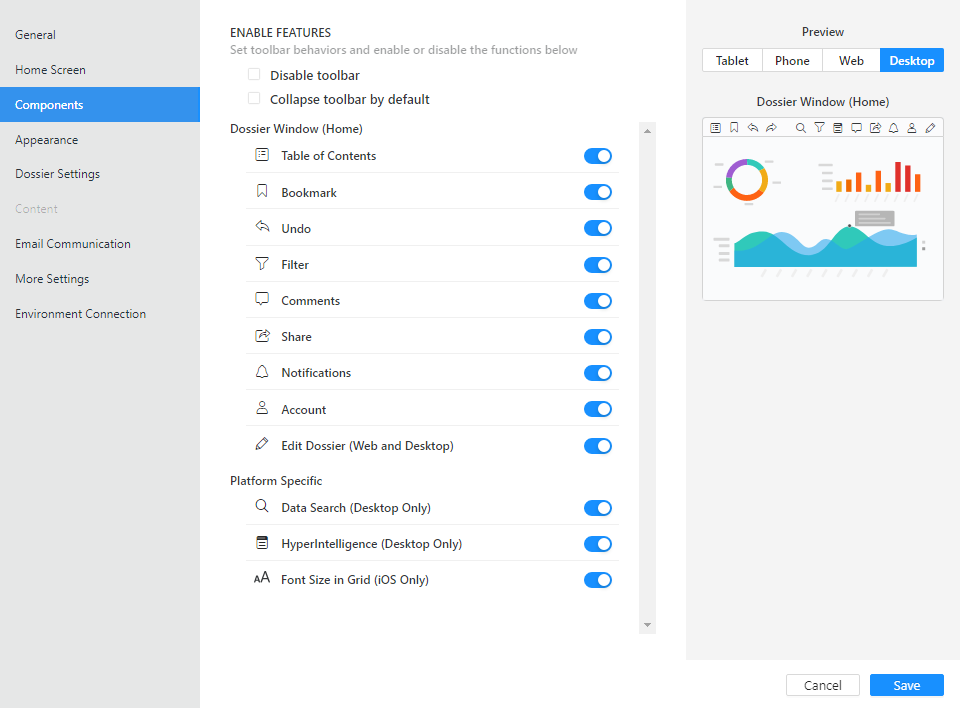 General
Home Screen
Components
Appearance
Dossier Settings
Content
Email Communication
More Settings
Environment Connection
ENABLE FEATURES
Set toolbar behaviors and enable or disable the functions below
Disable toolbar
Collapse toolbar by default
Dossier Window (Home)
Table of Contents
Bookmark
Undo
Filter
Comments
Share
Notifications
Account
Edit Dossier (Web and Desktop)
Platform Specific
Data Search (Desktop Only)
HyperIntelligence (Desktop Only)
AA Font Size in Grid (iOS Only)
Preview
Tablet Phone Web Desktop
Dossier Window (Home)
Cancel Save